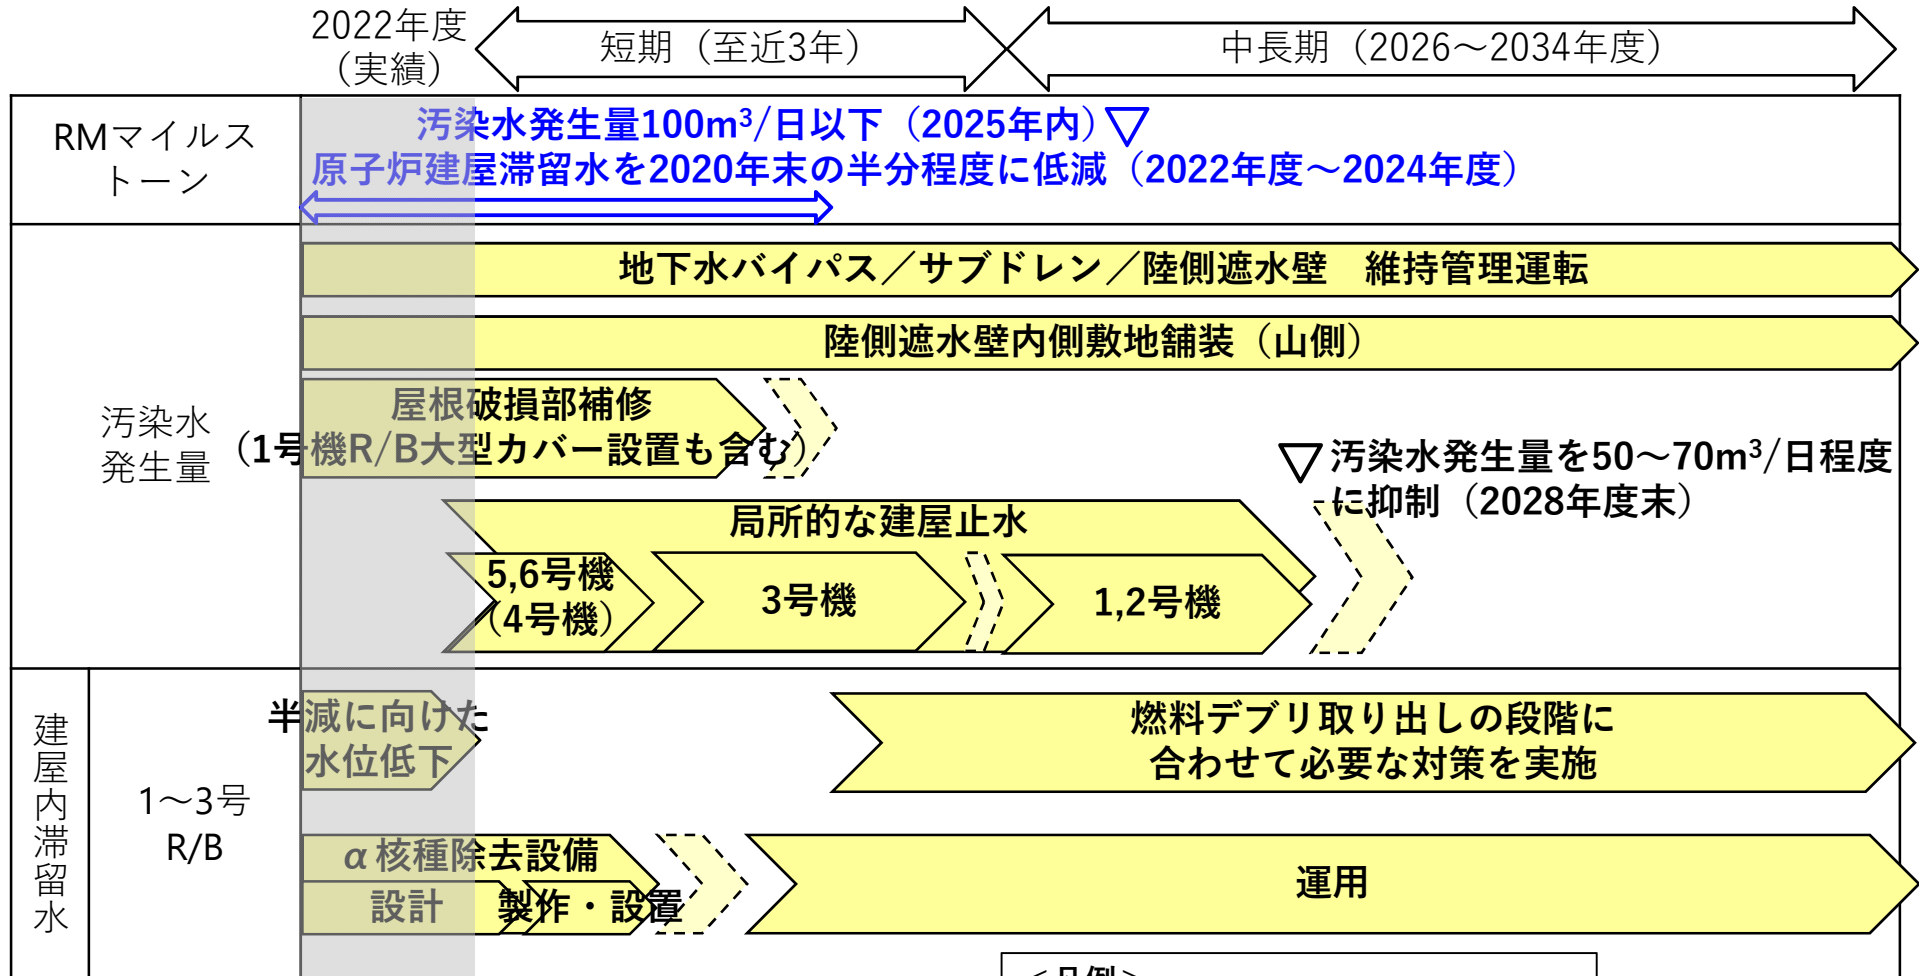 2022年度
（実績）
短期（至近3年）
中長期（2026～2034年度）
RMマイルス
トーン
汚染水発生量100m³/日以下（2025年内）▽
原子炉建屋滞留水を2020年末の半分程度に低減（2022年度～2024年度）
汚染水
発生量
地下水バイパス／サブドレン／陸側遮水壁　維持管理運転
陸側遮水壁内側敷地舗装（山側）
屋根破損部補修
（1号機R/B大型カバー設置も含む）
▽汚染水発生量を50～70m³/日程度
に抑制（2028年度末）
局所的な建屋止水
5,6号機
（4号機）
3号機
1,2号機
建屋内滞留水
1～3号
R/B
半減に向けた
水位低下
燃料デブリ取り出しの段階に
合わせて必要な対策を実施
α核種除去設備
設計
製作・設置
運用
＜凡例＞